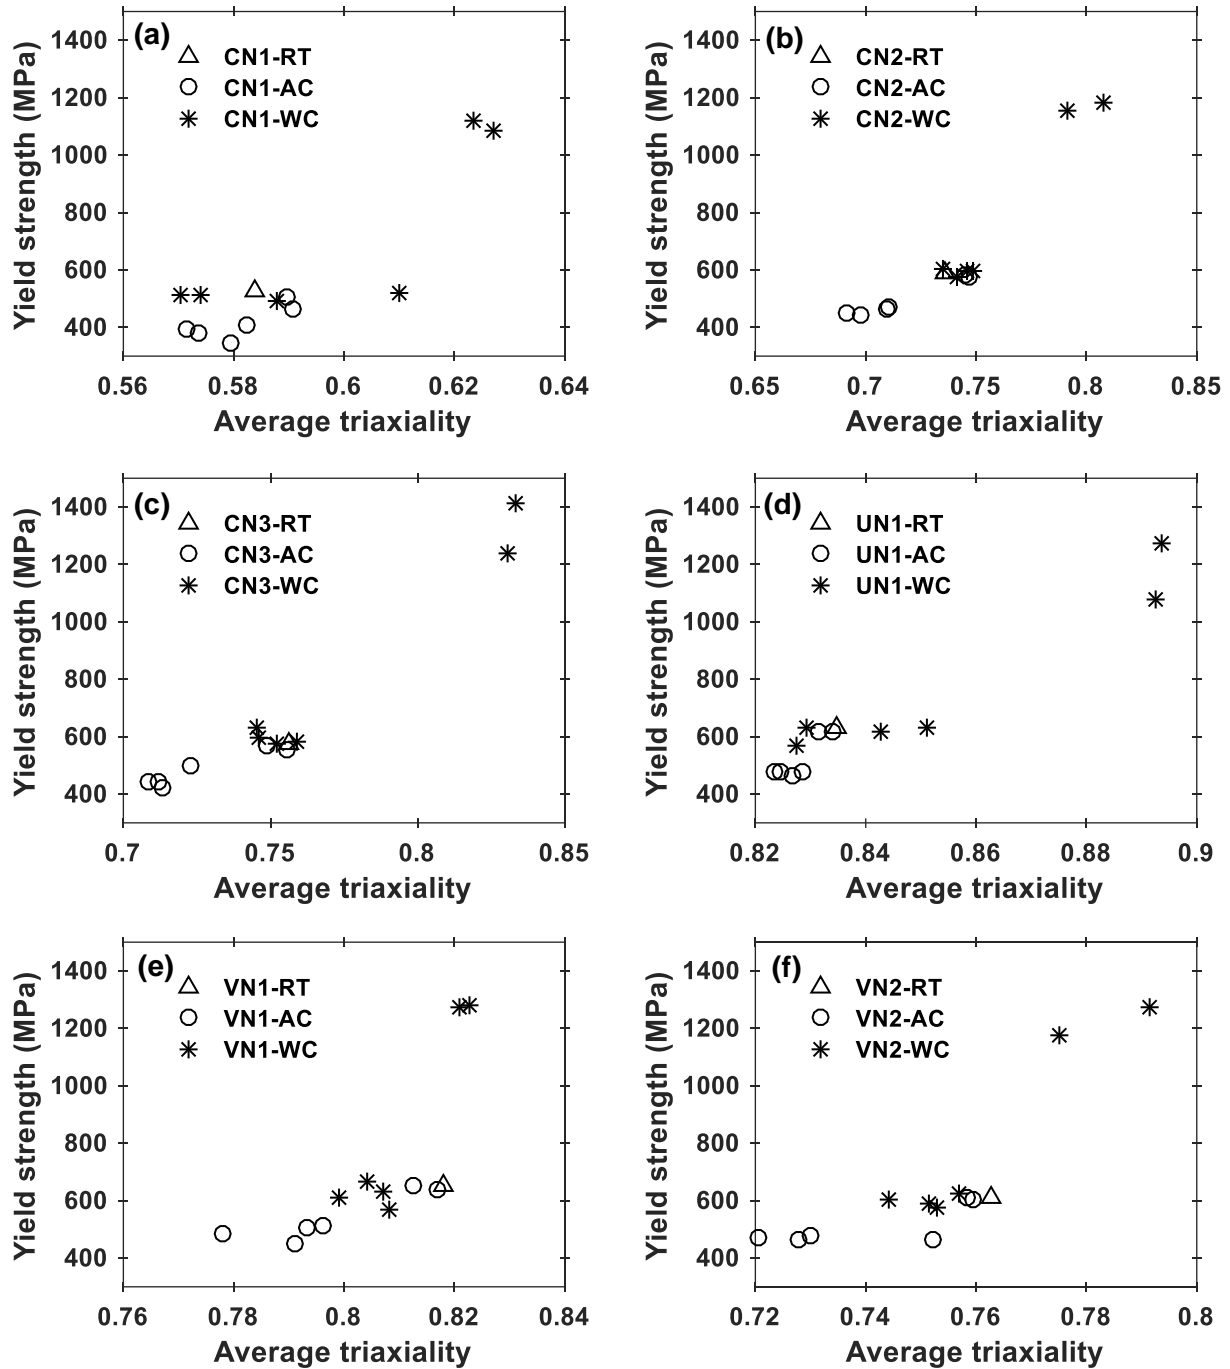 (a)
CN1-RT
CN1-AC
CN1-WC
1400
1200
1000
800
600
400
Yield strength (MPa)
0.56 0.58 0.6 0.62 0.64
Average triaxiality
(b)
CN2-RT
CN2-AC
CN2-WC
1400
1200
1000
800
600
400
Yield strength (MPa)
0.65 0.7 0.75 0.8 0.85
Average triaxiality
(c)
CN3-RT
CN3-AC
CN3-WC
1400
1200
1000
800
600
400
Yield strength (MPa)
0.7 0.75 0.8 0.85
Average triaxiality
(d)
UN1-RT
UN1-AC
UN1-WC
1400
1200
1000
800
600
400
Yield strength (MPa)
0.82 0.84 0.86 0.88 0.9
Average triaxiality
(e)
VN1-RT
VN1-AC
VN1-WC
1400
1200
1000
800
600
400
Yield strength (MPa)
0.76 0.78 0.8 0.82 0.84
Average triaxiality
(f)
VN2-RT
VN2-AC
VN2-WC
1400
1200
1000
800
600
400
Yield strength (MPa)
0.72 0.74 0.76 0.78 0.8
Average triaxiality